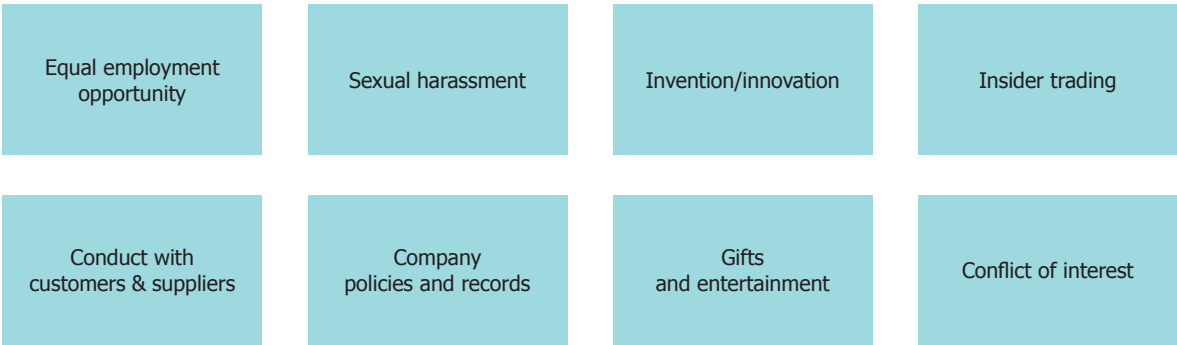 Equal employment
opportunity
Sexual harassment
Invention/innovation
Insider trading
Conduct with
customers & suppliers
Company
policies and records
Gifts
and entertainment
Conflict of interest